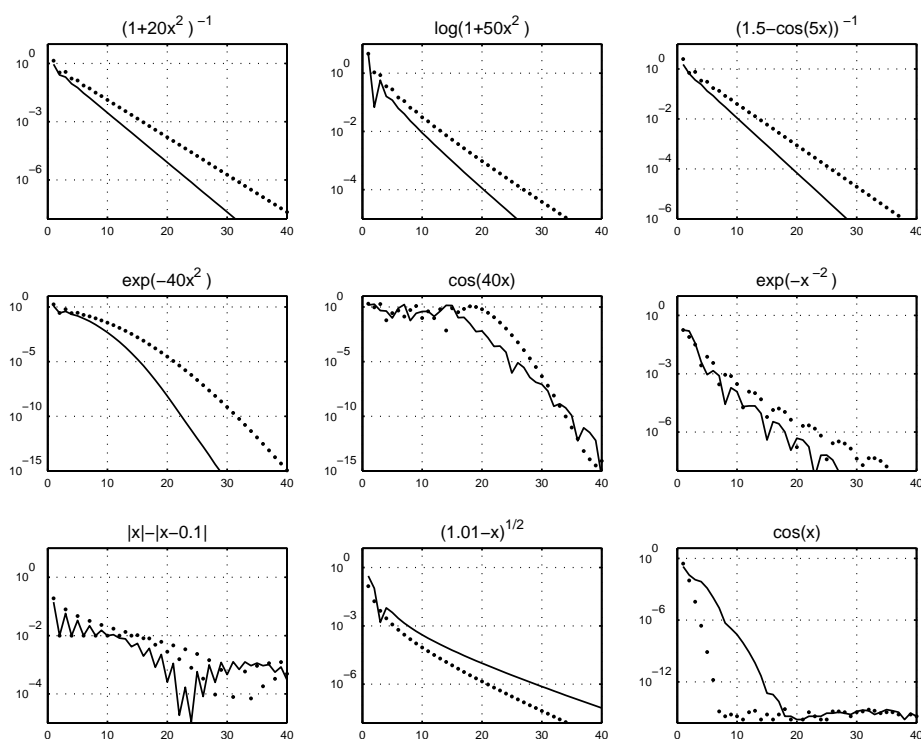 (1+20x²)⁻¹
10⁰
10⁻³
10⁻⁶
0 10 20 30 40
log(1+50x²)
10⁰
10⁻²
10⁻⁴
0 10 20 30 40
(1.5−cos(5x))⁻¹
10⁰
10⁻²
10⁻⁴
10⁻⁶
0 10 20 30 40
exp(−40x²)
10⁰
10⁻⁵
10⁻¹⁰
10⁻¹⁵
0 10 20 30 40
cos(40x)
10⁰
10⁻⁵
10⁻¹⁰
10⁻¹⁵
0 10 20 30 40
exp(−x⁻²)
10⁰
10⁻³
10⁻⁶
0 10 20 30 40
|x|−|x−0.1|
10⁰
10⁻²
10⁻⁴
0 10 20 30 40
(1.01−x)¹/²
10⁰
10⁻³
10⁻⁶
0 10 20 30 40
cos(x)
10⁰
10⁻⁶
10⁻¹²
0 10 20 30 40